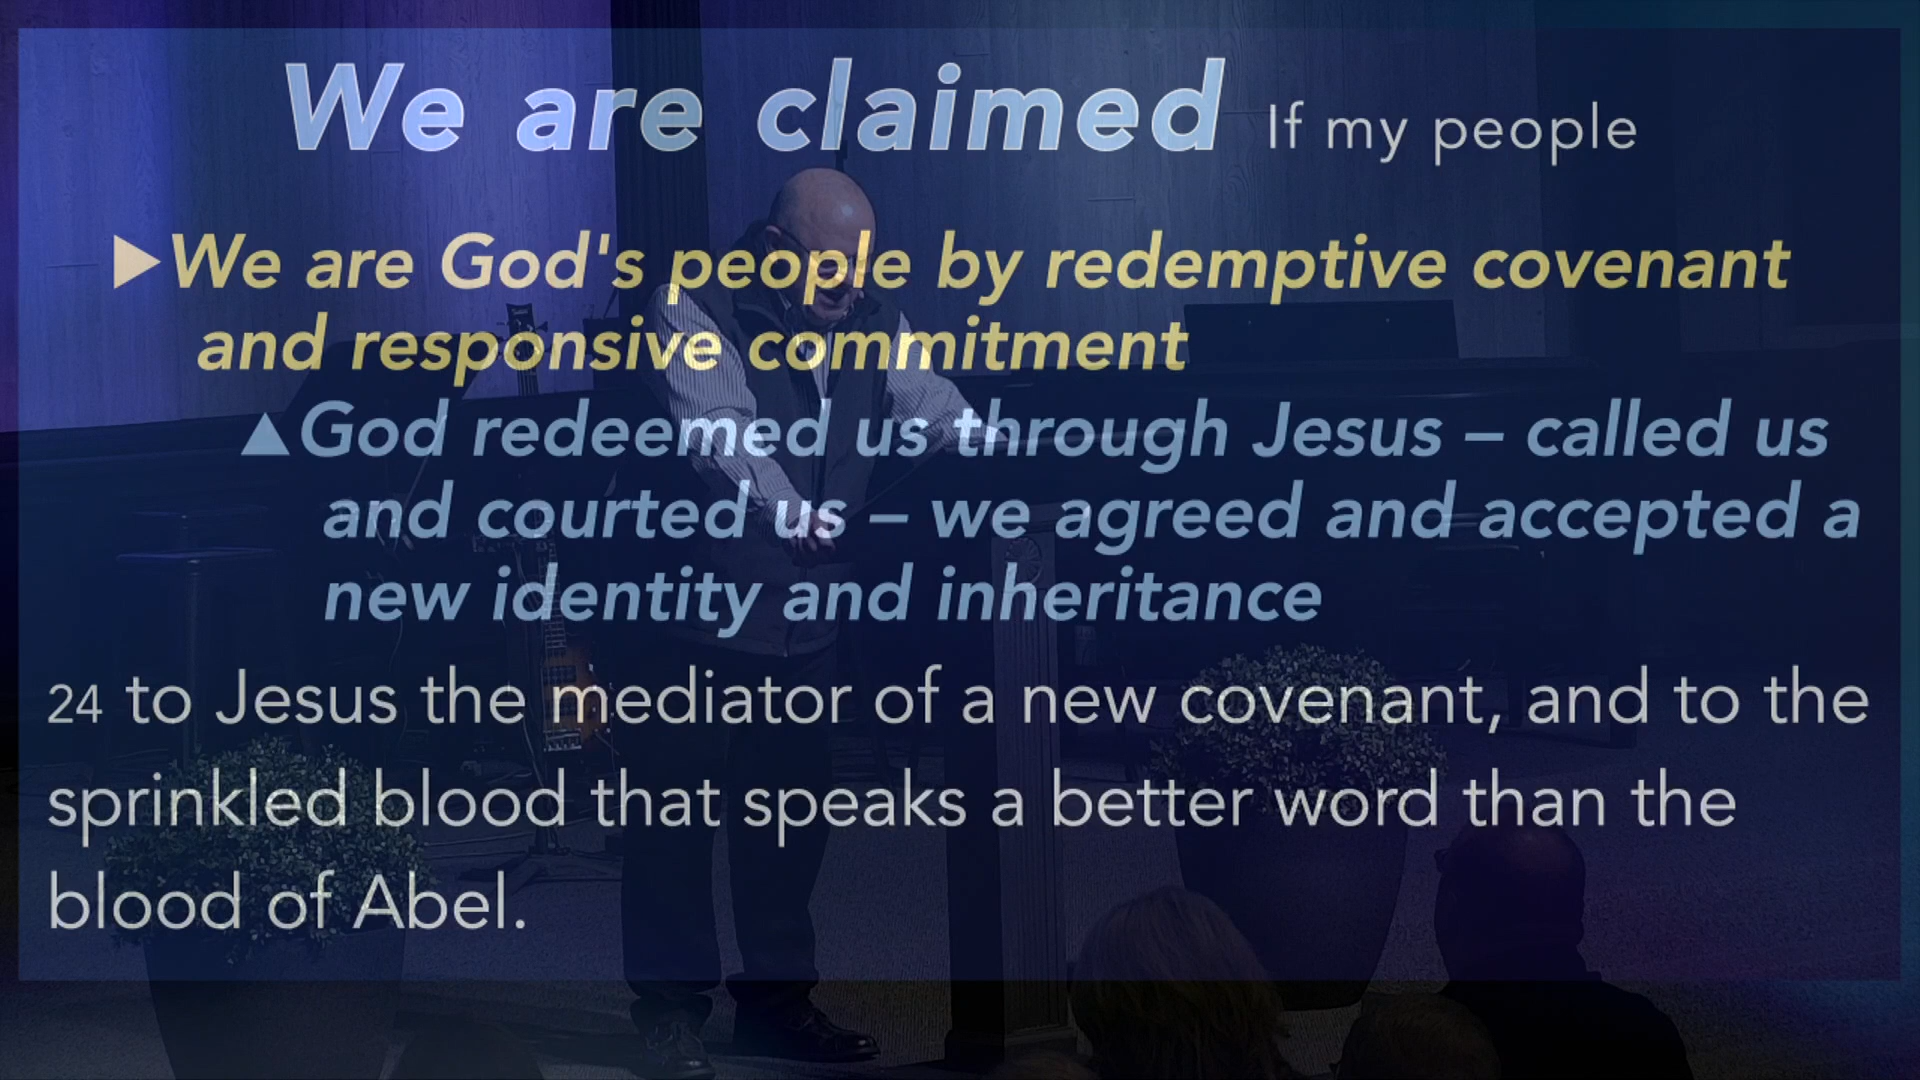 We are claimed If my people
▶We are God's people by redemptive covenant
and responsive commitment
▲God redeemed us through Jesus – called us
and courted us – we agreed and accepted a
new identity and inheritance
24 to Jesus the mediator of a new covenant, and to the
sprinkled blood that speaks a better word than the
blood of Abel.